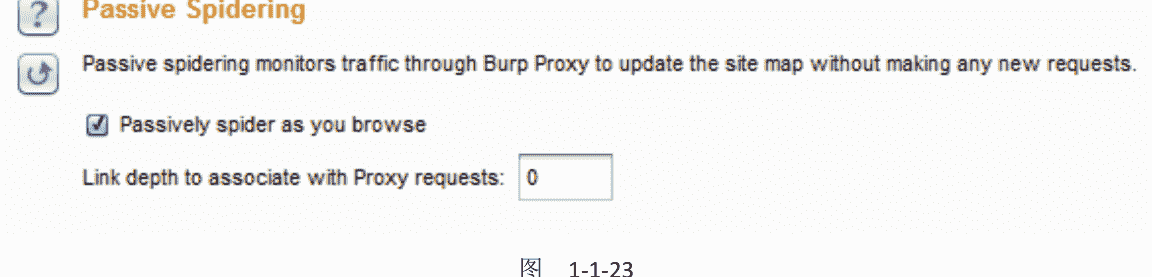 Passive Spidering
Passive spidering monitors traffic through Burp Proxy to update the site map without making any new requests.
Passively spider as you browse
Link depth to associate with Proxy requests: 0
图 1-1-23